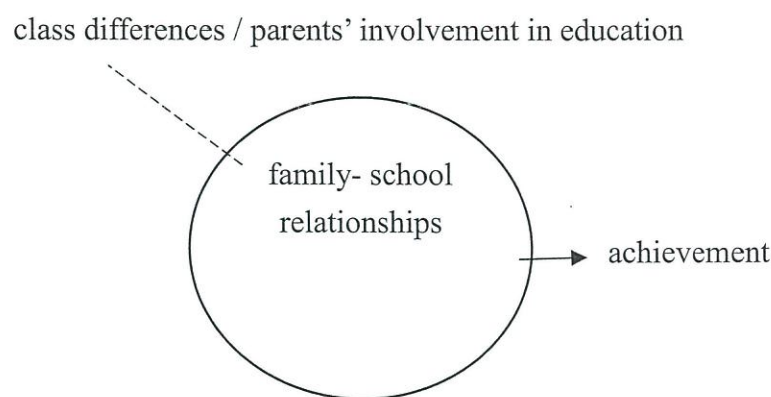 class differences / parents’ involvement in education
family- school
relationships
achievement